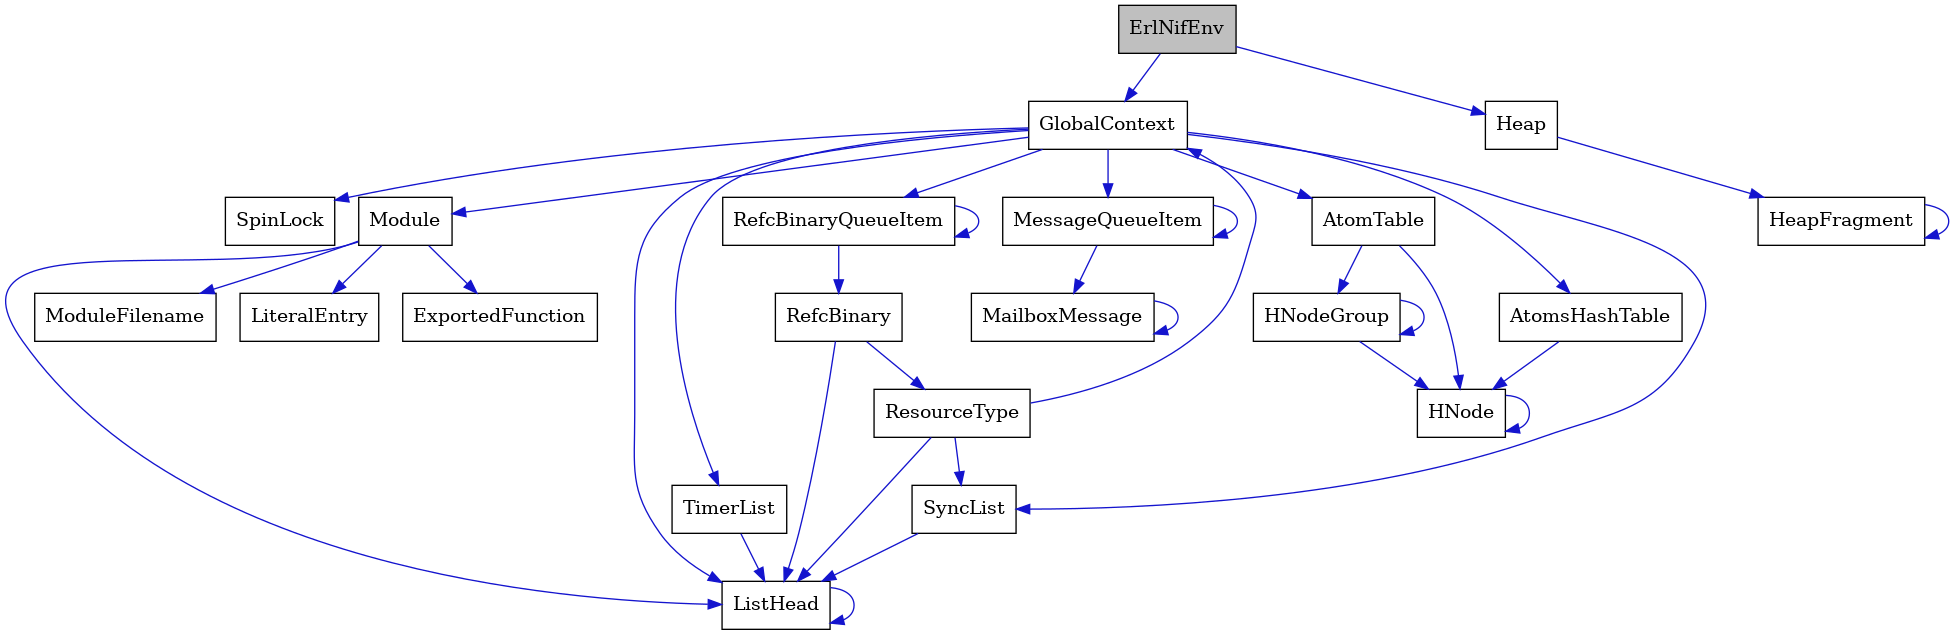 ErlNifEnv
GlobalContext
Heap
SpinLock
Module
RefcBinaryQueueItem
MessageQueueItem
AtomTable
HeapFragment
ModuleFilename
LiteralEntry
ExportedFunction
RefcBinary
MailboxMessage
HNodeGroup
AtomsHashTable
ResourceType
HNode
TimerList
SyncList
ListHead